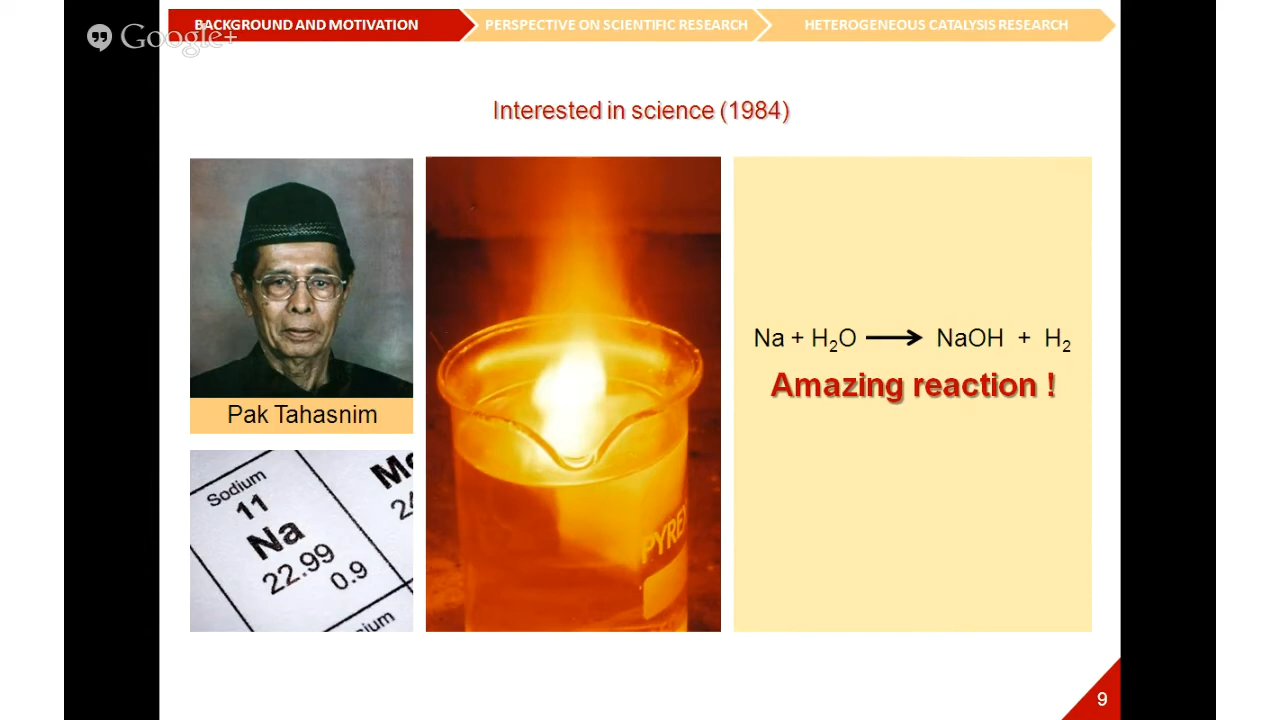 BACKGROUND AND MOTIVATION
PERSPECTIVE ON SCIENTIFIC RESEARCH
HETEROGENEOUS CATALYSIS RESEARCH
Google+
Interested in science (1984)
Pak Tahasnim
Sodium
11
Na
22.99
0.9
PYREX
Na + H₂O ⟶ NaOH + H₂
Amazing reaction !
9